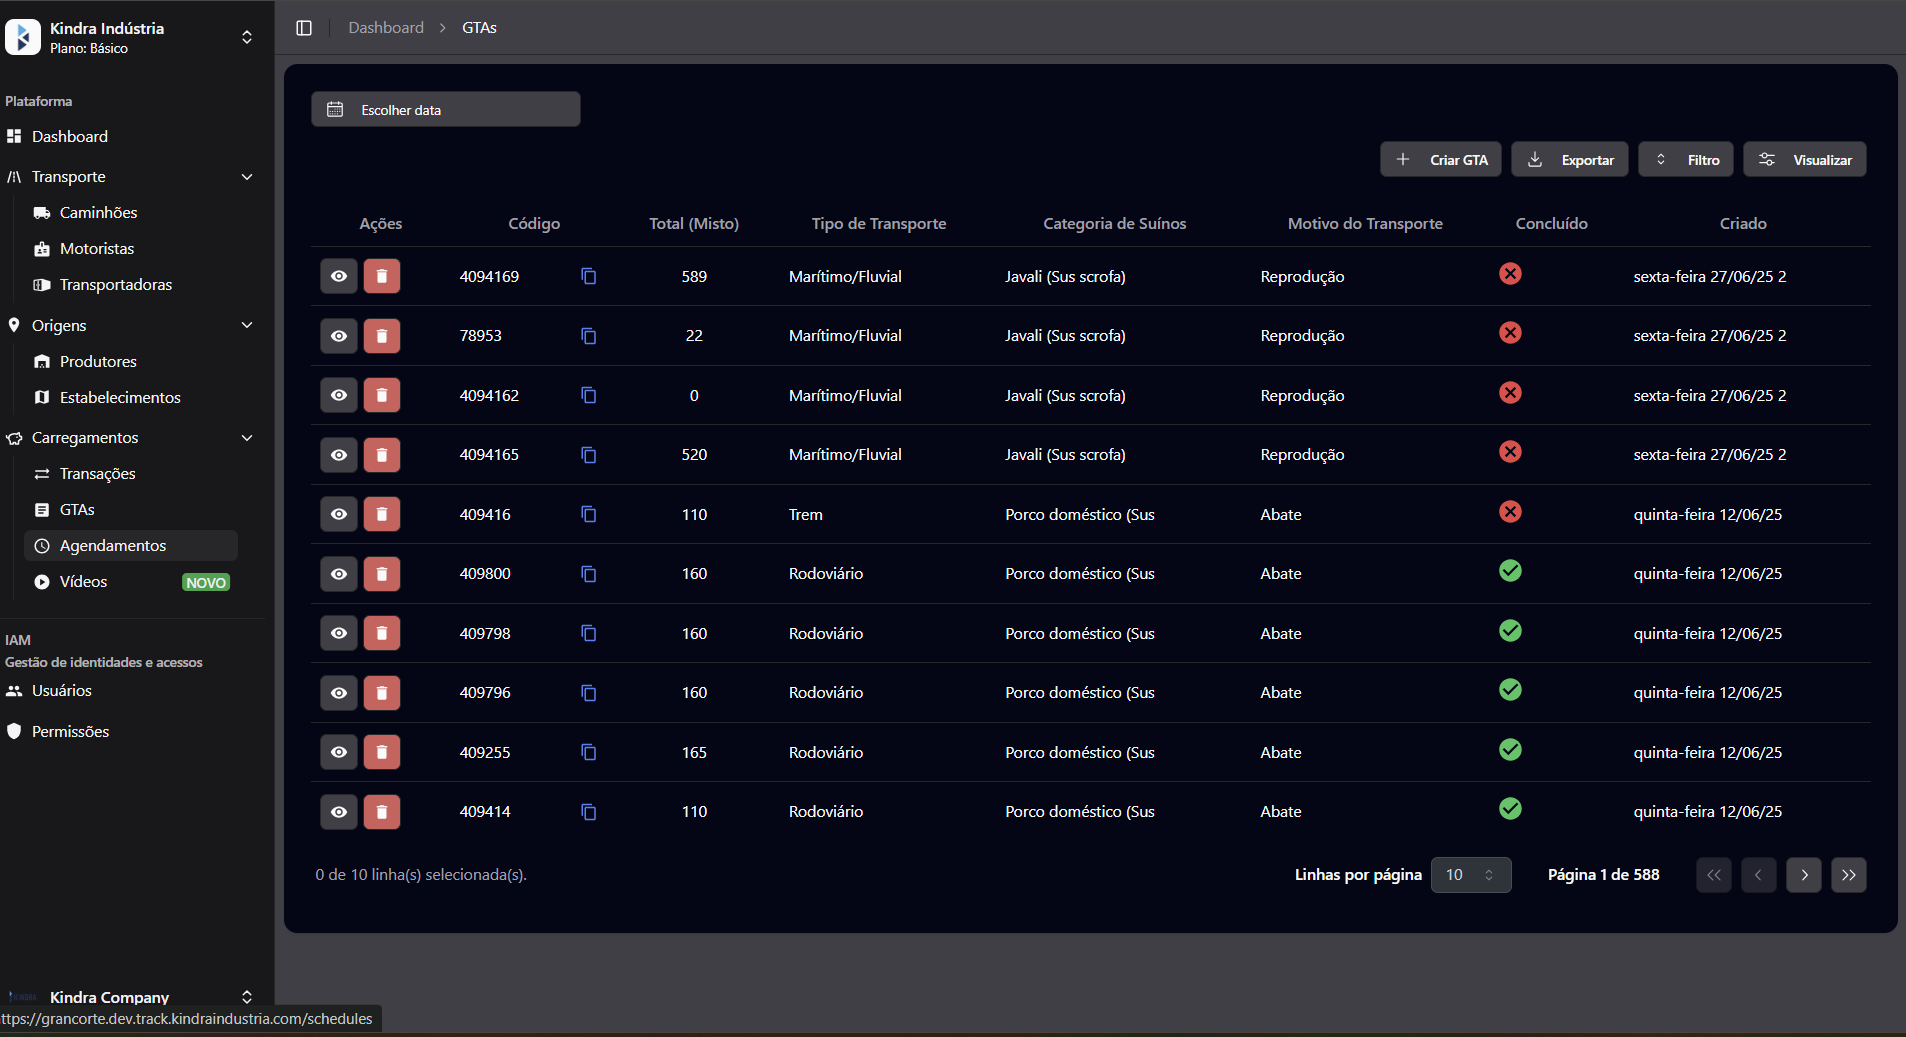 Kindra Indústria
Plano: Básico
Plataforma
Dashboard
Transporte
Caminhões
Motoristas
Transportadoras
Origens
Produtores
Estabelecimentos
Carregamentos
Transações
GTAs
Agendamentos
Vídeos NOVO
IAM
Gestão de identidades e acessos
Usuários
Permissões
Kindra Company
ttps://grancorte.dev.track.kindraindustria.com/schedules
Dashboard > GTAs
Escolher data
Criar GTA Exportar Filtro Visualizar
Ações Código Total (Misto) Tipo de Transporte Categoria de Suínos Motivo do Transporte Concluído Criado
4094169 589 Marítimo/Fluvial Javali (Sus scrofa) Reprodução sexta-feira 27/06/25 2
78953 22 Marítimo/Fluvial Javali (Sus scrofa) Reprodução sexta-feira 27/06/25 2
4094162 0 Marítimo/Fluvial Javali (Sus scrofa) Reprodução sexta-feira 27/06/25 2
4094165 520 Marítimo/Fluvial Javali (Sus scrofa) Reprodução sexta-feira 27/06/25 2
409416 110 Trem Porco doméstico (Sus Abate quinta-feira 12/06/25
409800 160 Rodoviário Porco doméstico (Sus Abate quinta-feira 12/06/25
409798 160 Rodoviário Porco doméstico (Sus Abate quinta-feira 12/06/25
409796 160 Rodoviário Porco doméstico (Sus Abate quinta-feira 12/06/25
409255 165 Rodoviário Porco doméstico (Sus Abate quinta-feira 12/06/25
409414 110 Rodoviário Porco doméstico (Sus Abate quinta-feira 12/06/25
0 de 10 linha(s) selecionada(s).
Linhas por página 10 Página 1 de 588